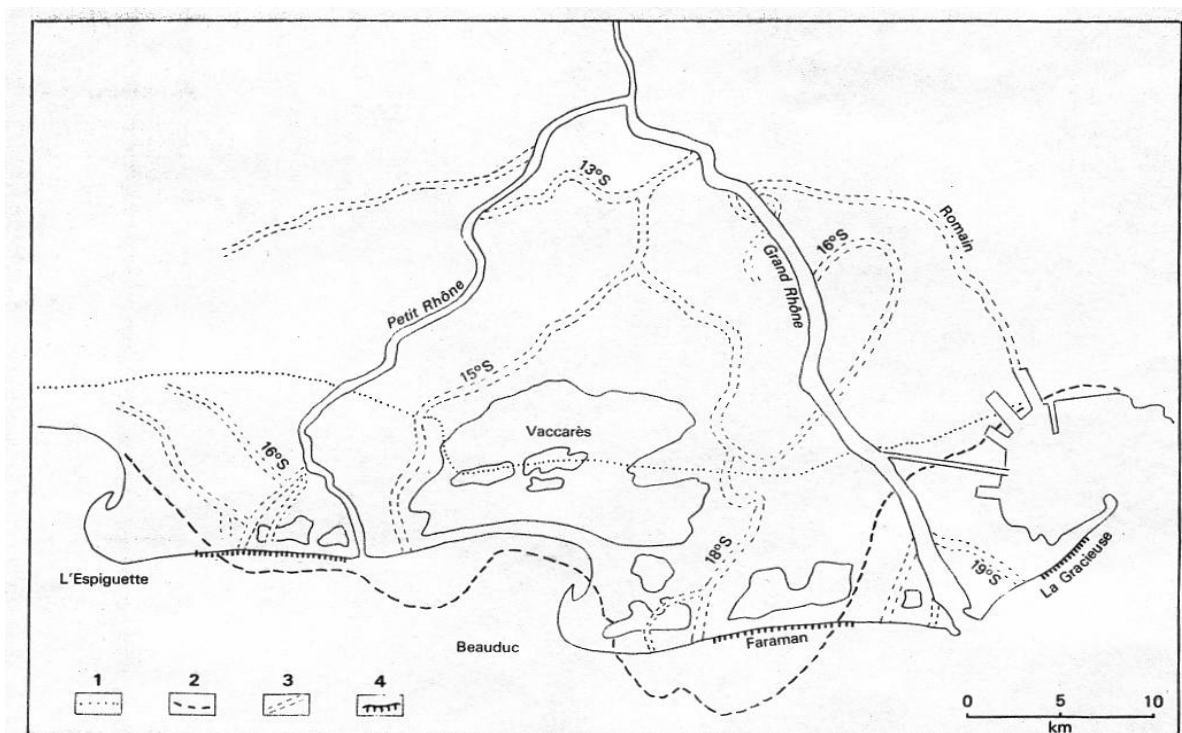 13°S
Romain
16°S
Grand Rhône
Petit Rhône
15°S
Vaccarès
16°S
18°S
19°S
L'Espiguette
La Gracieuse
Faraman
Beauduc
1 2 3 4
0 5 10
km